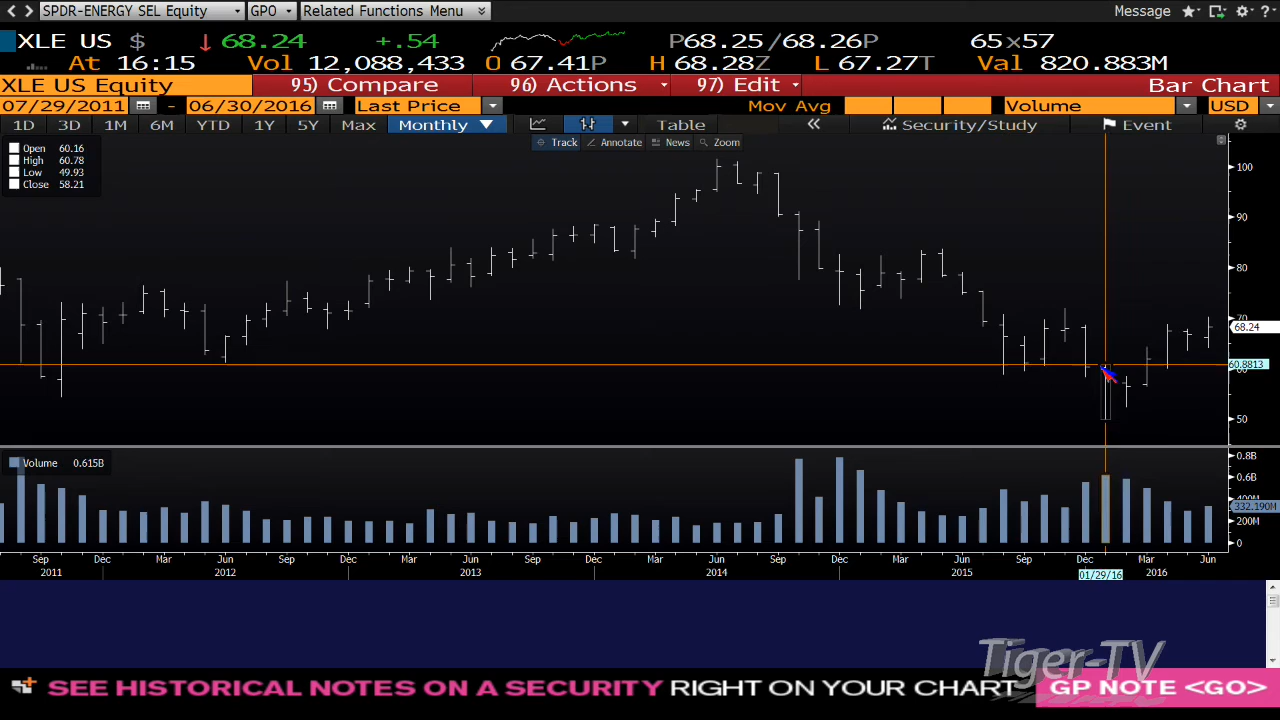 SPDR-ENERGY SEL Equity GPO Related Functions Menu Message ?
XLE US $ 68.24 +.54 P68.25/68.26P 65x57
At 16:15 Vol 12,088,433 O 67.41P H 68.28Z L 67.27T Val 820.883M
XLE US Equity 95) Compare 96) Actions 97) Edit Bar Chart
07/29/2011 - 06/30/2016 Last Price Mov Avg Volume USD
1D 3D 1M 6M YTD 1Y 5Y Max Monthly Table « Security/Study Event
Track Annotate News Zoom
Open 60.16
High 60.78
Low 49.93
Close 58.21
100
90
80
70
68.24
60.8813
60
50
Volume 0.615B
0.8B
0.6B
400M
332.190M
200M
0
Sep Dec Mar Jun Sep Dec Mar Jun Sep Dec Mar Jun Sep Dec Mar Jun Sep Dec Mar Jun
2011 2012 2013 2014 2015 01/29/16 2016
Tiger-TV
SEE HISTORICAL NOTES ON A SECURITY RIGHT ON YOUR CHART GP NOTE <GO>